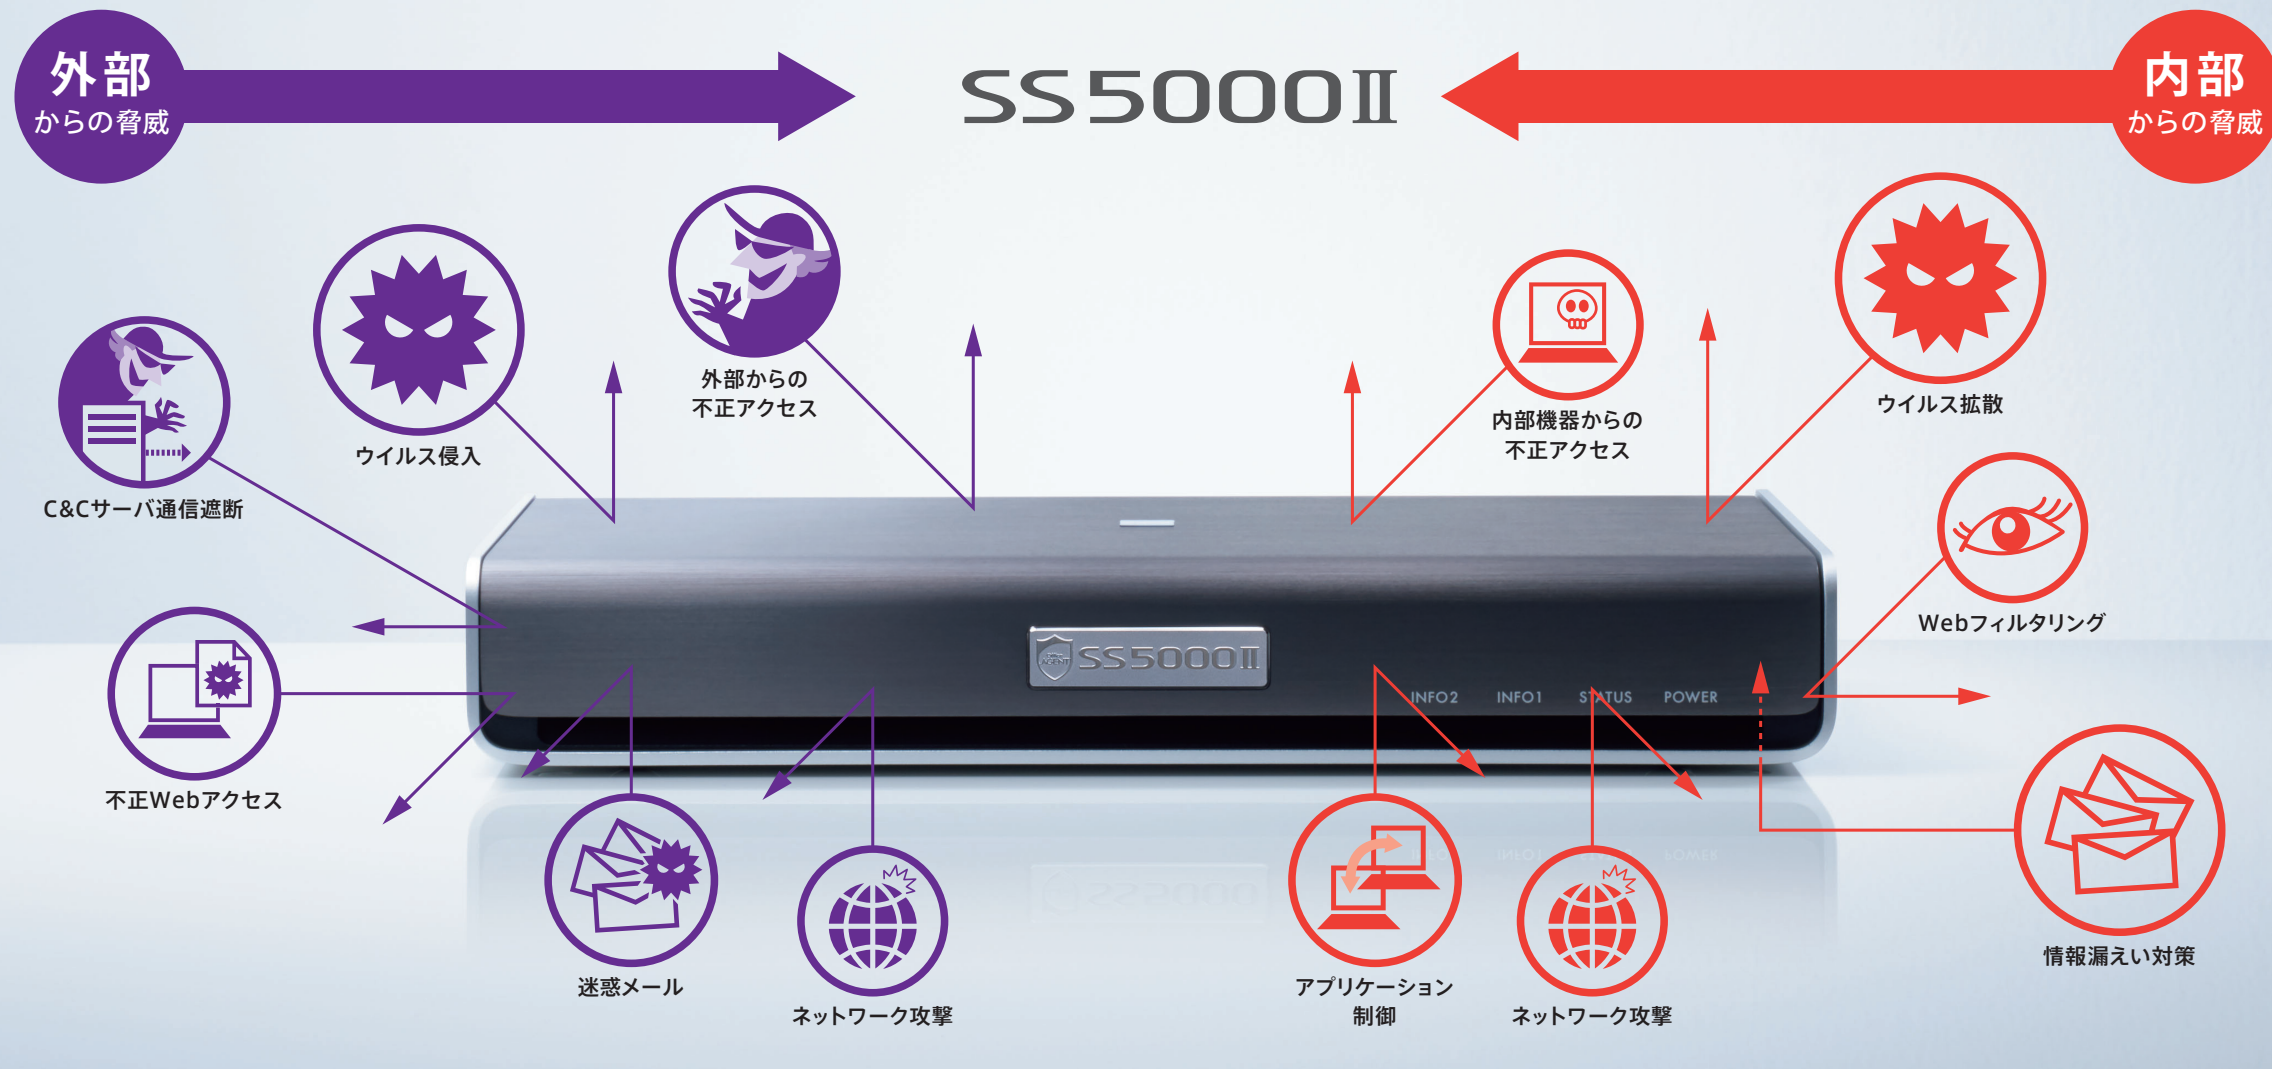 外部
からの脅威
SS5000II
内部
からの脅威
外部からの
不正アクセス
ウイルス侵入
C&Cサーバ通信遮断
不正Webアクセス
迷惑メール
ネットワーク攻撃
内部機器からの
不正アクセス
ウイルス拡散
Webフィルタリング
情報漏えい対策
アプリケーション
制御
ネットワーク攻撃
AGENT
SS5000II
INFO2 INFO1 STATUS POWER